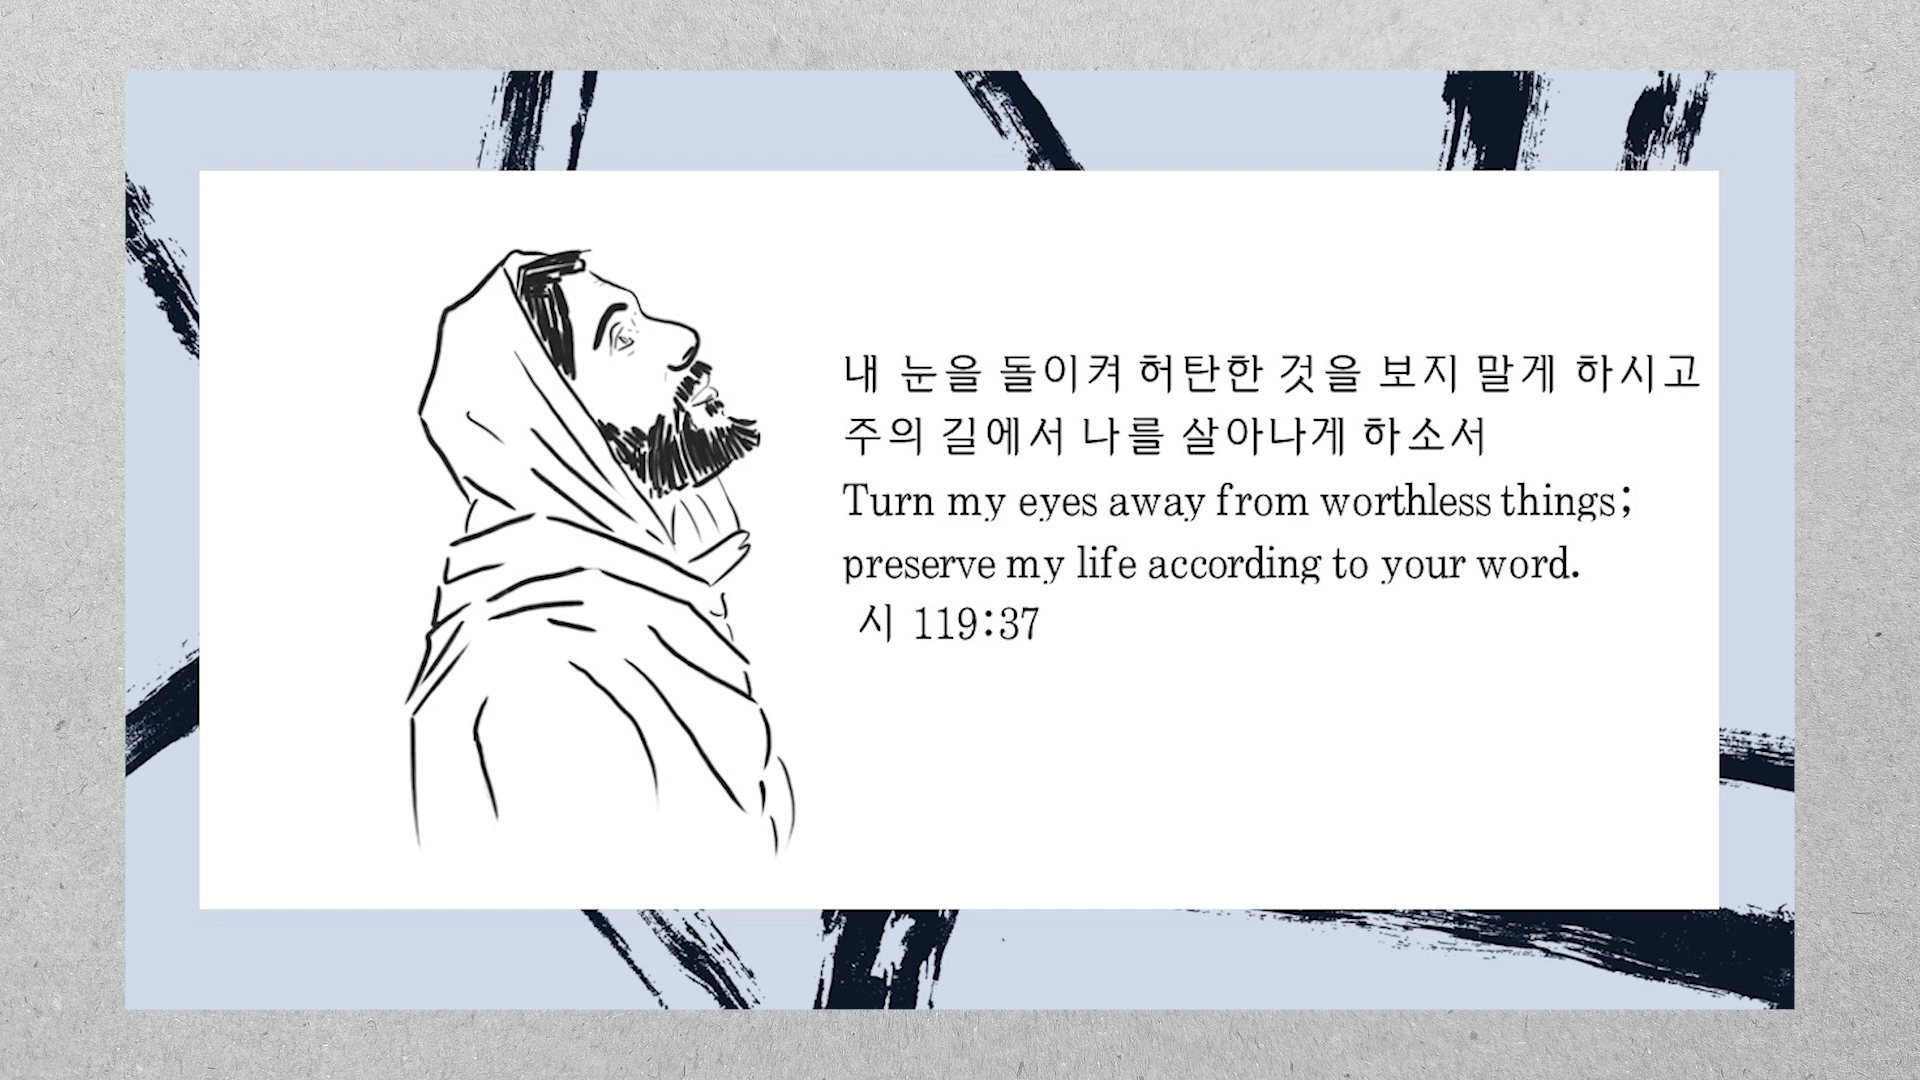 내 눈을 돌이켜 허탄한 것을 보지 말게 하시고
주의 길에서 나를 살아나게 하소서
Turn my eyes away from worthless things;
preserve my life according to your word.
시 119:37